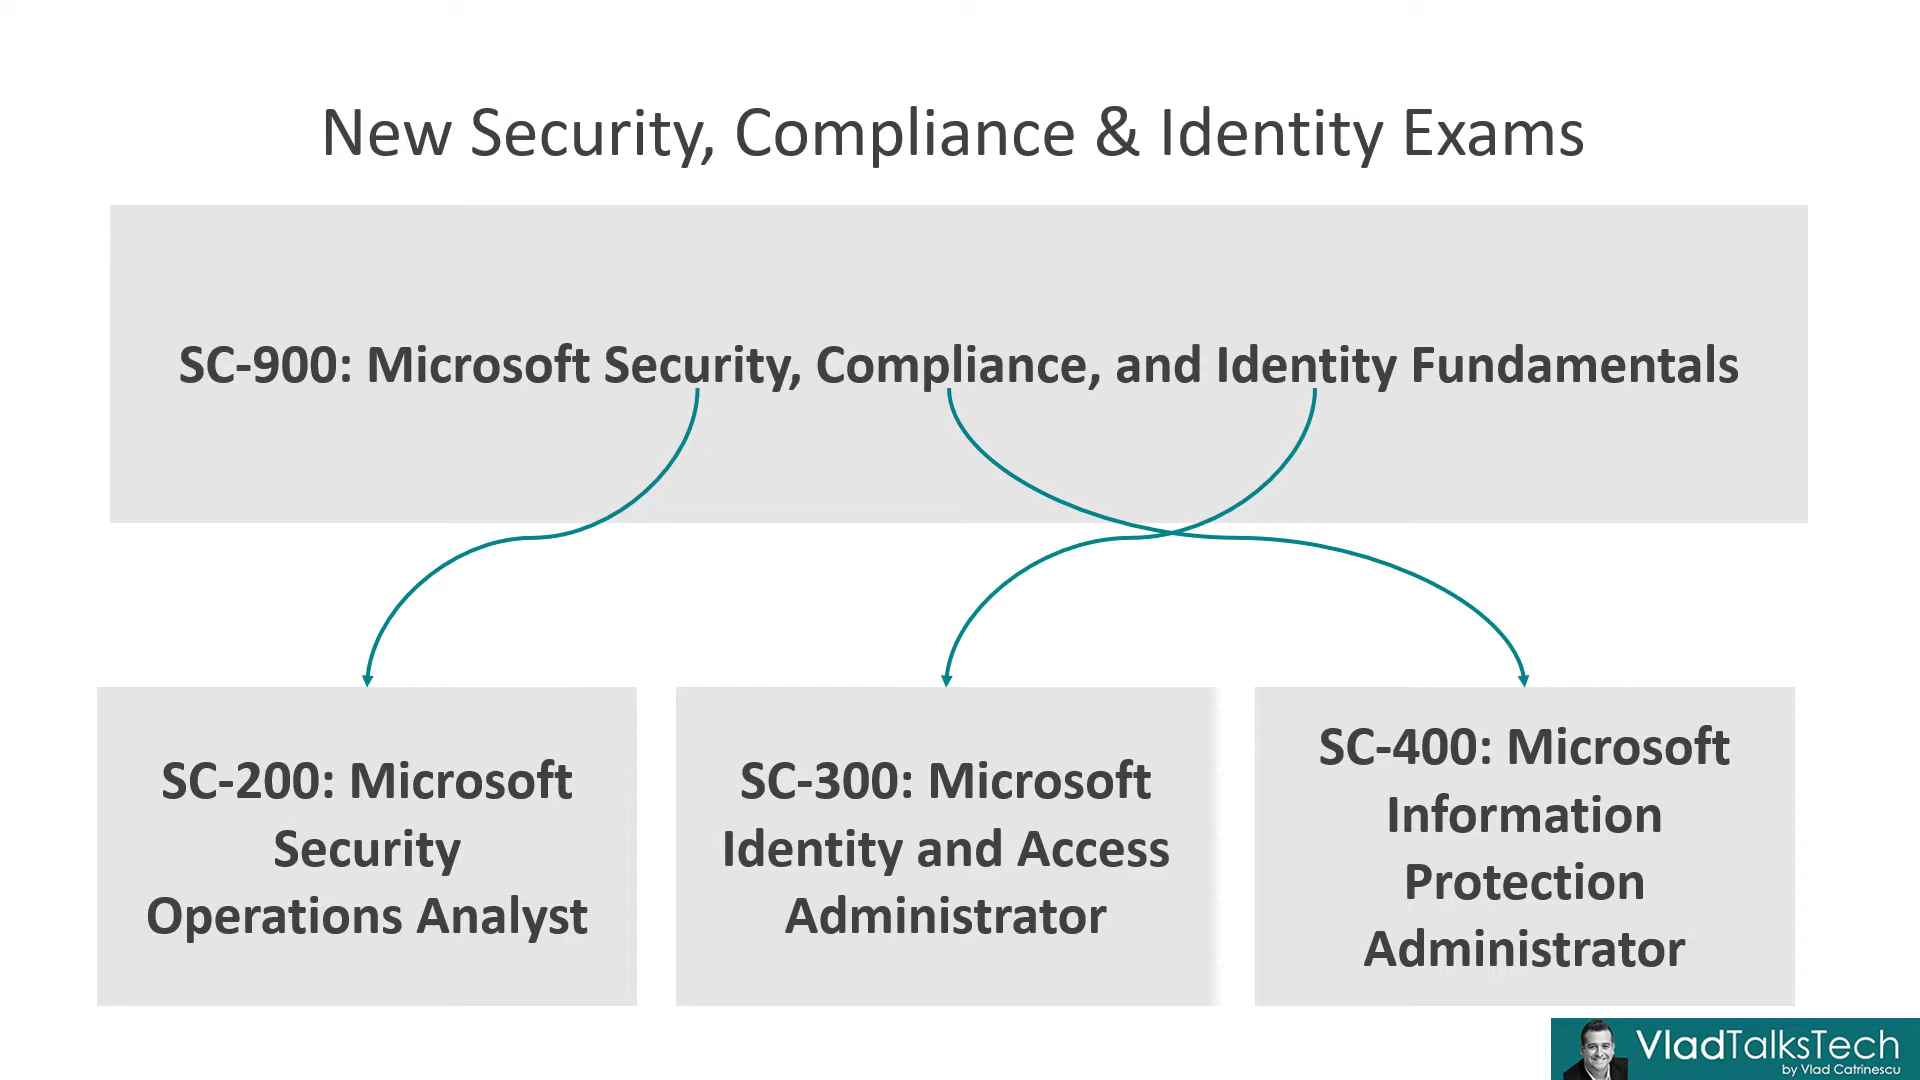 New Security, Compliance & Identity Exams
SC-900: Microsoft Security, Compliance, and Identity Fundamentals
SC-200: Microsoft
Security
Operations Analyst
SC-300: Microsoft
Identity and Access
Administrator
SC-400: Microsoft
Information
Protection
Administrator
VladTalksTech
by Vlad Catrinescu